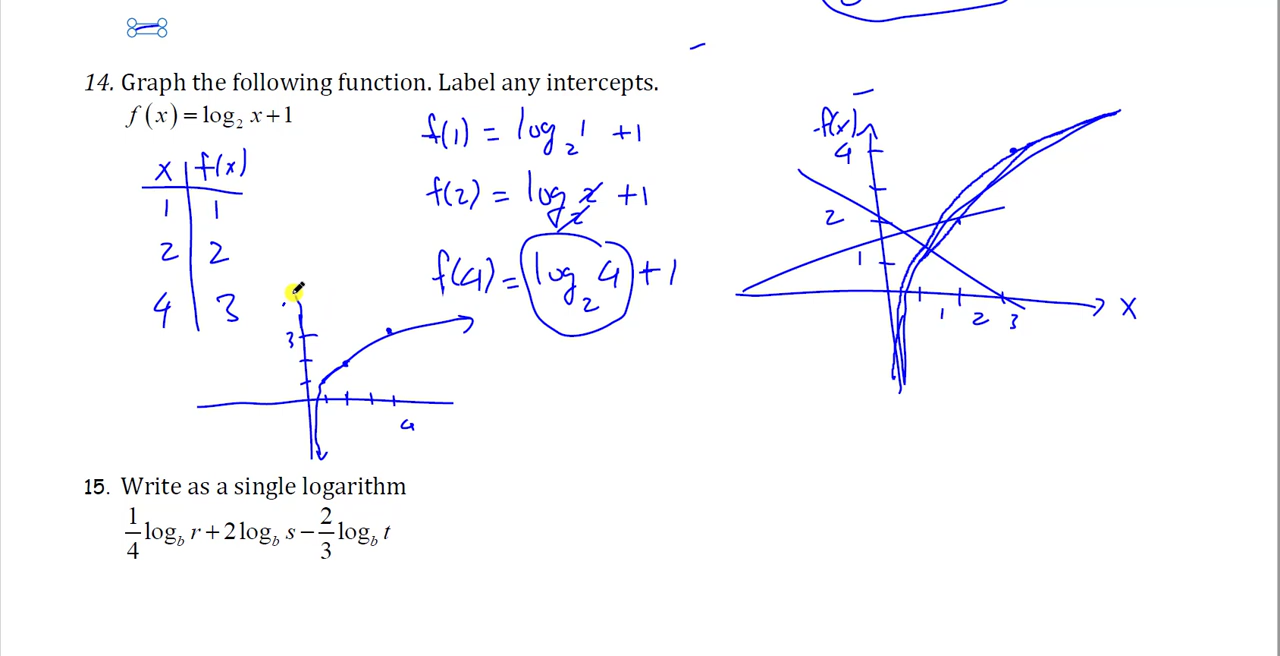 14. Graph the following function. Label any intercepts.
f(x) = log₂ x + 1
x f(x)
1 1
2 2
4 3
f(1) = log₂ 1 + 1
f(2) = log₂ 2 + 1
f(4) = log₂ 4 + 1
3
4
f(x)
4
2
1
1 2 3 X
15. Write as a single logarithm
1/4 log_b r + 2 log_b s − 2/3 log_b t